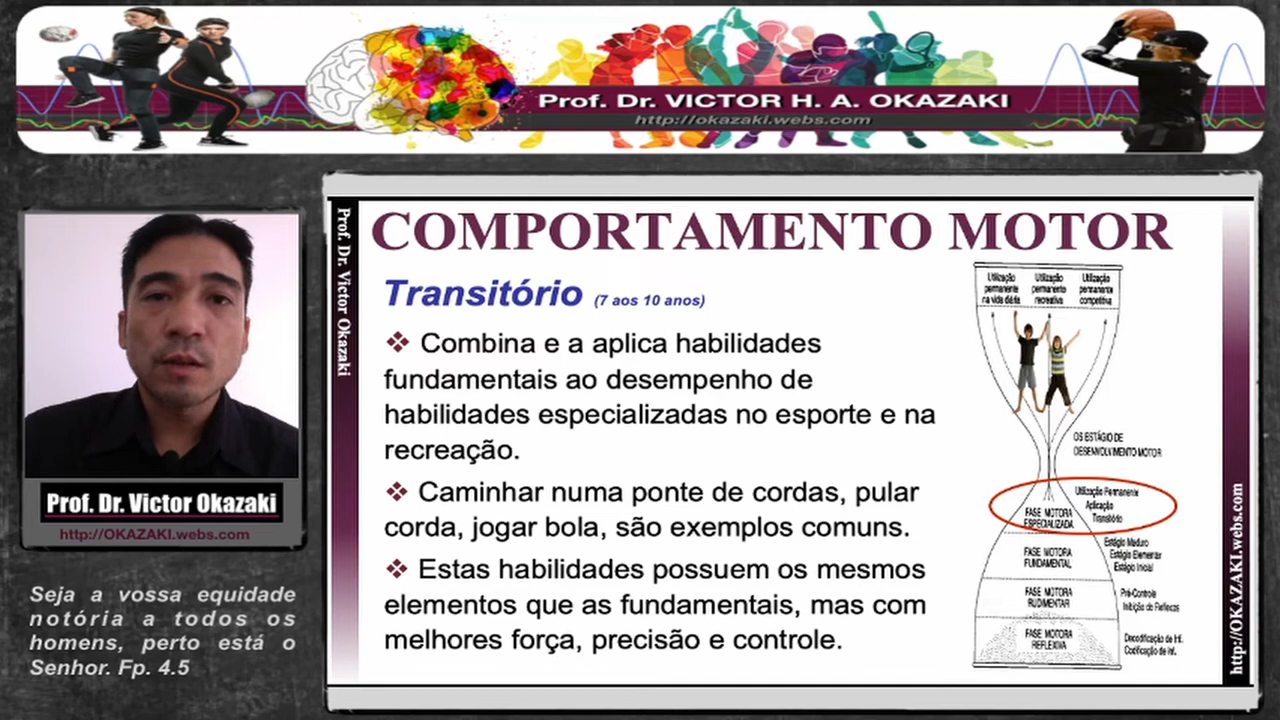 Prof. Dr. VICTOR H. A. OKAZAKI
http://okazaki.webs.com
Prof. Dr. Victor Okazaki
http://OKAZAKI.webs.com
Seja a vossa equidade
notória a todos os
homens, perto está o
Senhor. Fp. 4.5
Prof. Dr. Victor Okazaki
COMPORTAMENTO MOTOR
Transitório (7 aos 10 anos)
❖ Combina e a aplica habilidades
fundamentais ao desempenho de
habilidades especializadas no esporte e na
recreação.
❖ Caminhar numa ponte de cordas, pular
corda, jogar bola, são exemplos comuns.
❖ Estas habilidades possuem os mesmos
elementos que as fundamentais, mas com
melhores força, precisão e controle.
Utilização
permanente
na vida diária
Utilização
permanente
recreativa
Utilização
permanente
competitiva
OS ESTÁGIO DE
DESENVOLVIMENTO MOTOR
FASE MOTORA
ESPECIALIZADA
Utilização Permanente
Aplicação
Transitório
FASE MOTORA
FUNDAMENTAL
Estágio Maduro
Estágio Elementar
Estágio Inicial
FASE MOTORA
RUDIMENTAR
Pré-Controle
Inibição de Reflexos
FASE MOTORA
REFLEXIVA
Decodificação de Inf.
Codificação de Inf.
http://OKAZAKI.webs.com